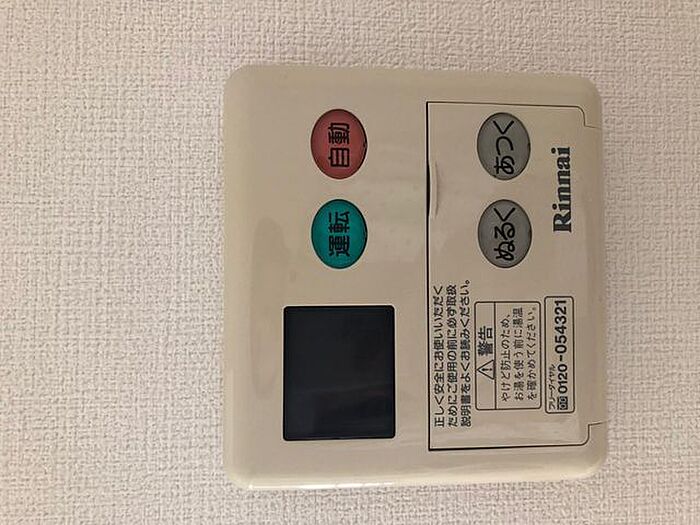 運転
自動
正しく安全にお使いいただく
ためにご使用の前に必ず取扱
説明書をよくお読みください。
警告
やけど防止のため、
お湯を使う前に湯温
を確かめてください。
フリーダイヤル
0120-054321
ぬるく
あつく
Rinnai